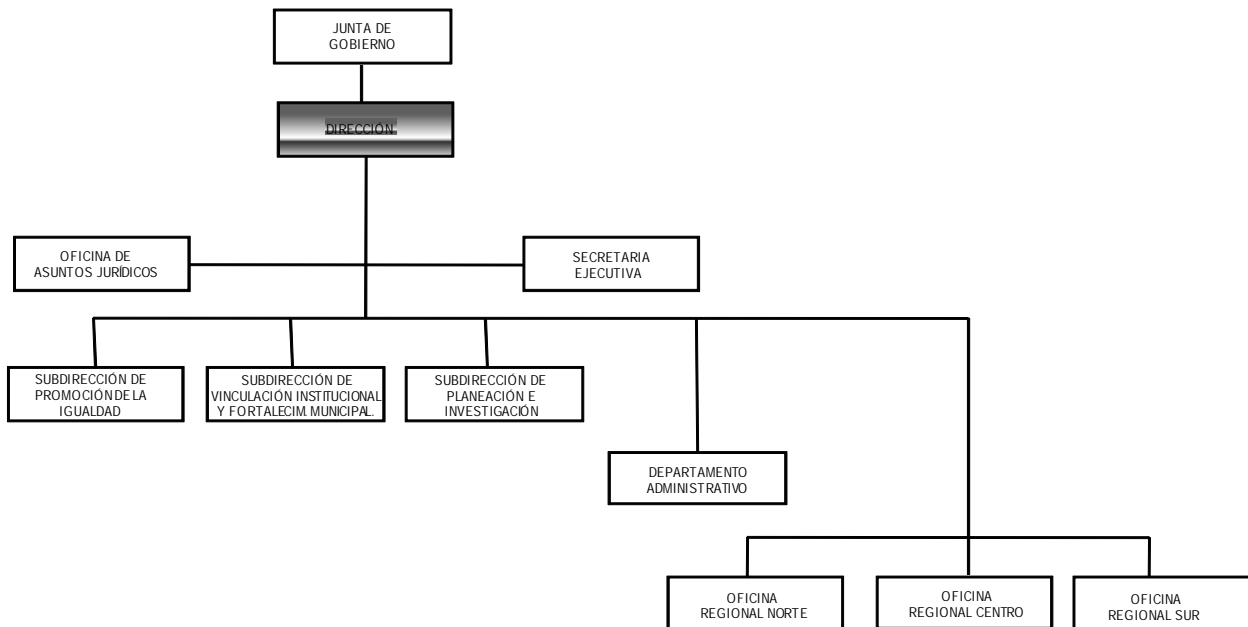 JUNTA DE
GOBIERNO
DIRECCIÓN
OFICINA DE
ASUNTOS JURÍDICOS
SECRETARIA
EJECUTIVA
SUBDIRECCIÓN DE
PROMOCIÓN DE LA
IGUALDAD
SUBDIRECCIÓN DE
VINCULACIÓN INSTITUCIONAL
Y FORTALECIM. MUNICIPAL.
SUBDIRECCIÓN DE
PLANEACIÓN E
INVESTIGACIÓN
DEPARTAMENTO
ADMINISTRATIVO
OFICINA
REGIONAL NORTE
OFICINA
REGIONAL CENTRO
OFICINA
REGIONAL SUR